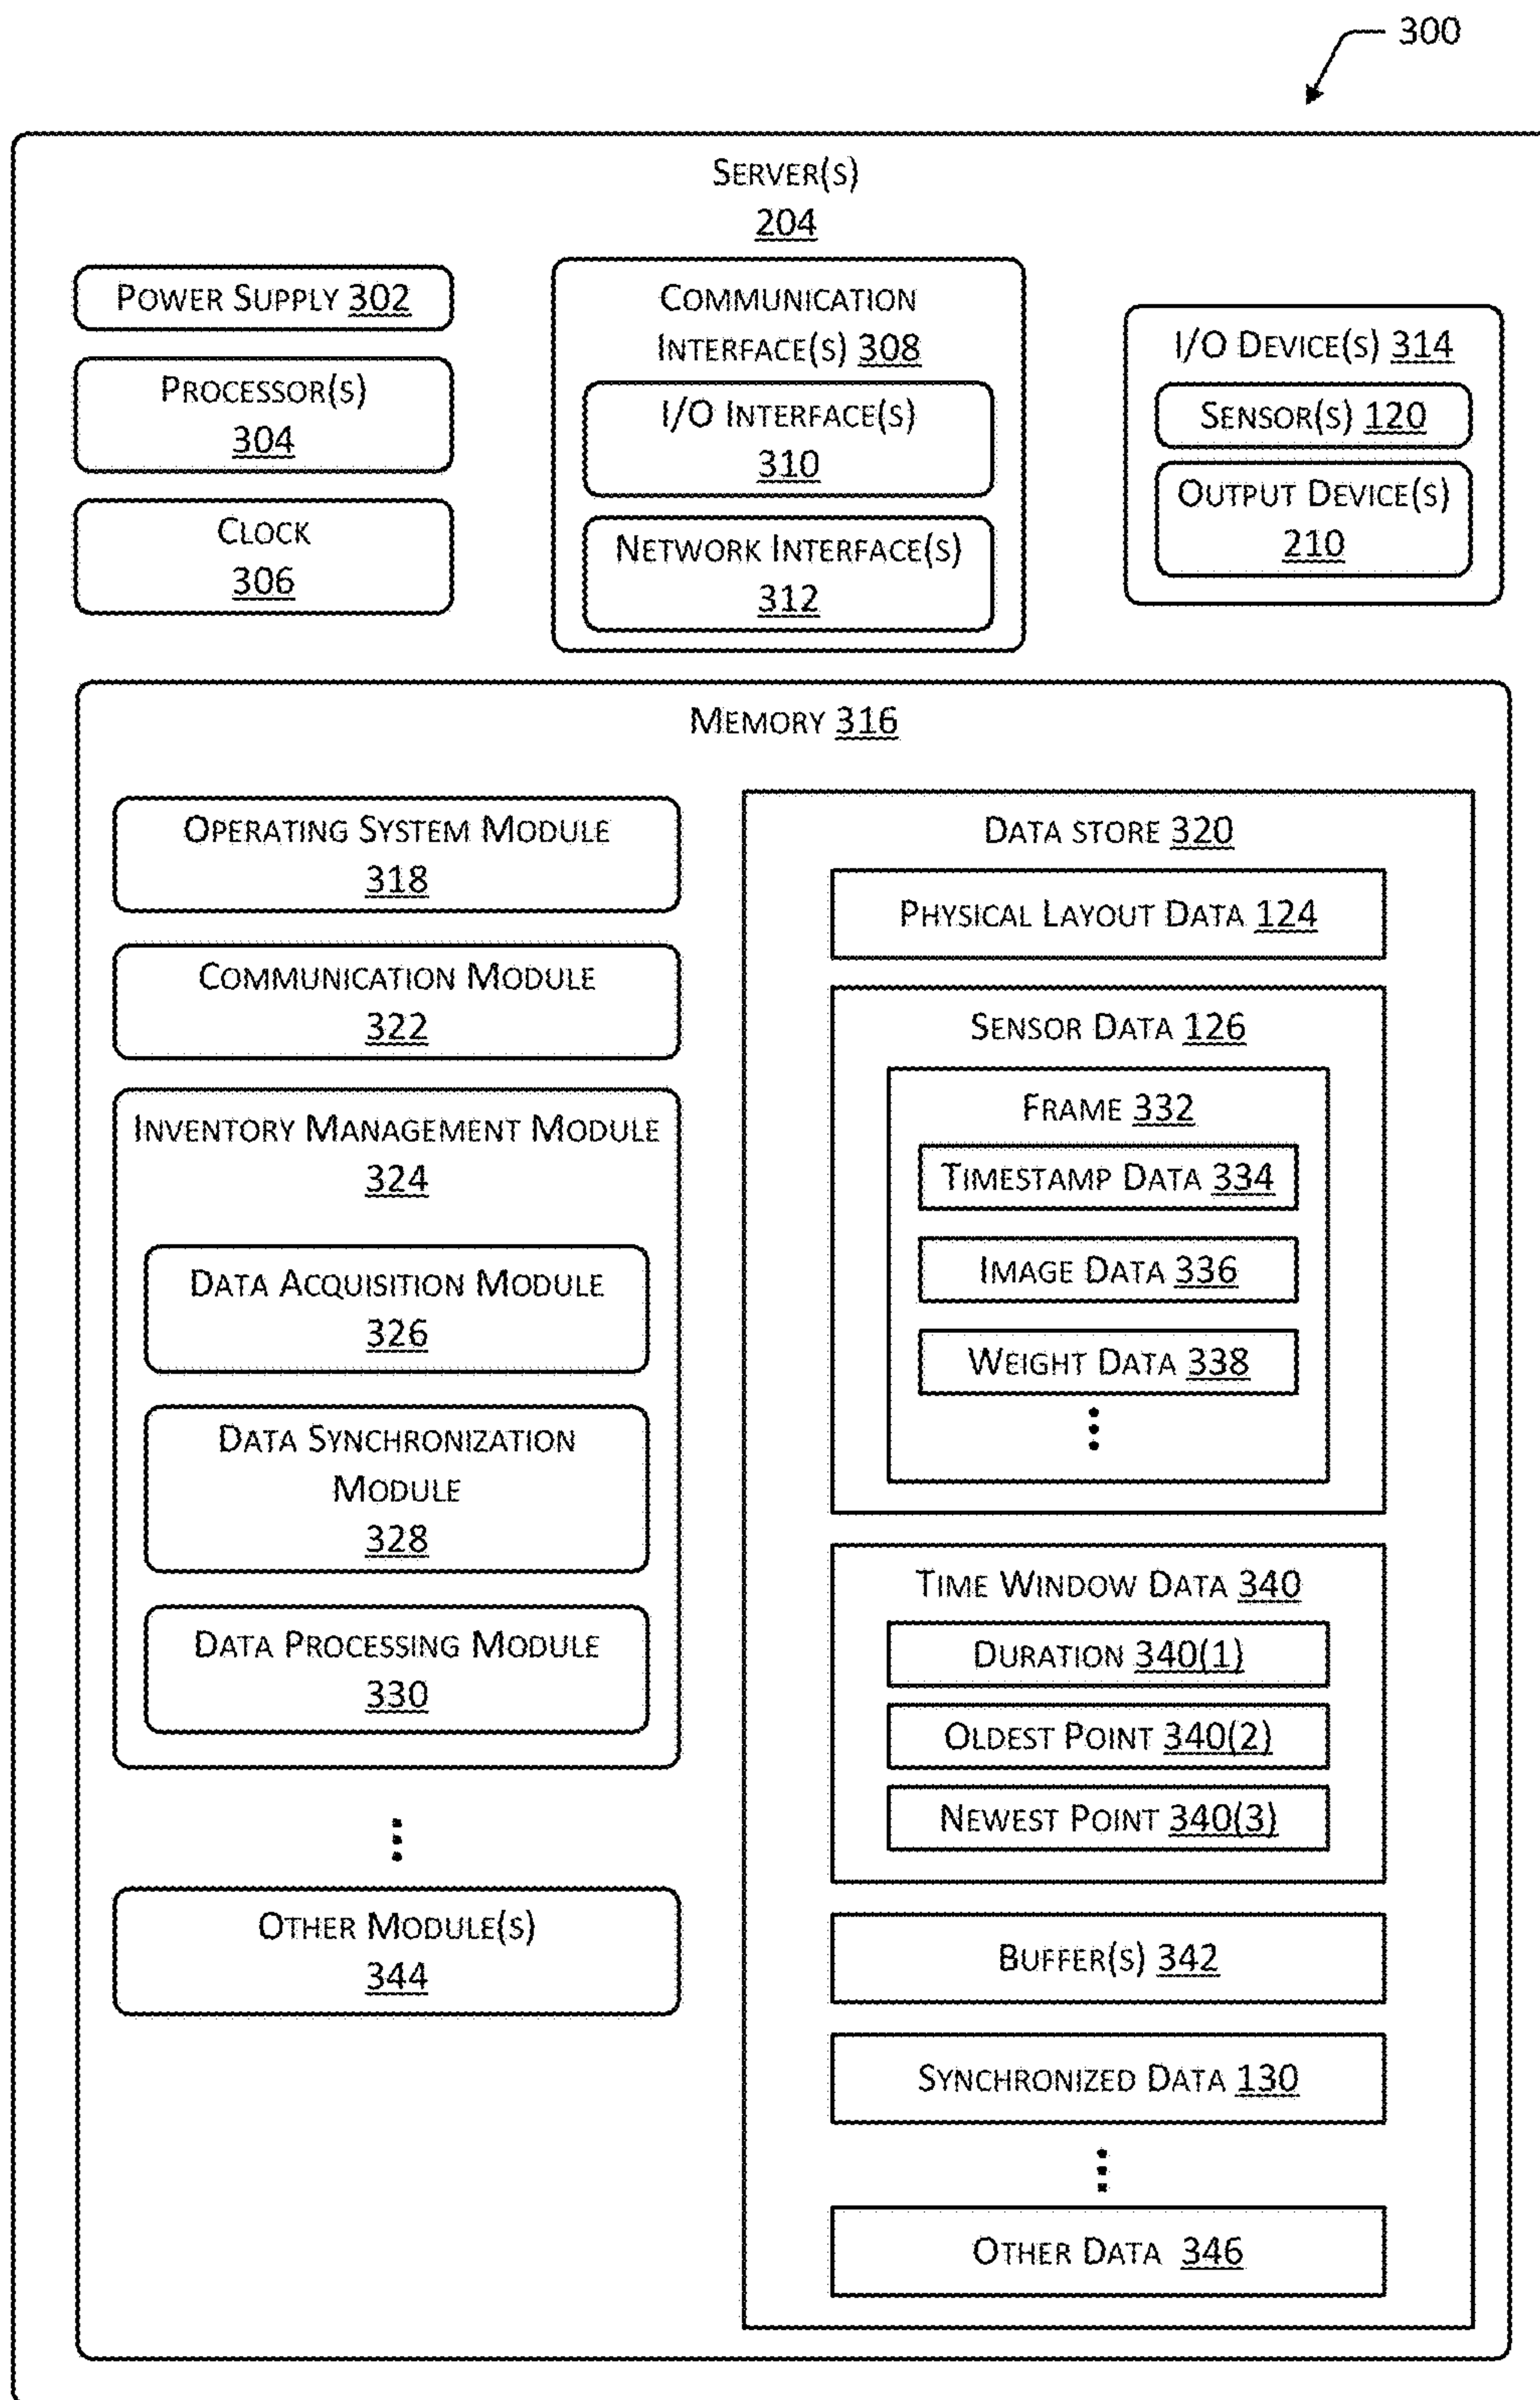 300
SERVER(S)
204
POWER SUPPLY 302
PROCESSOR(S)
304
CLOCK
306
COMMUNICATION
INTERFACE(S) 308
I/O INTERFACE(S)
310
NETWORK INTERFACE(S)
312
I/O DEVICE(S) 314
SENSOR(S) 120
OUTPUT DEVICE(S)
210
MEMORY 316
OPERATING SYSTEM MODULE
318
COMMUNICATION MODULE
322
INVENTORY MANAGEMENT MODULE
324
DATA ACQUISITION MODULE
326
DATA SYNCHRONIZATION
MODULE
328
DATA PROCESSING MODULE
330
OTHER MODULE(S)
344
DATA STORE 320
PHYSICAL LAYOUT DATA 124
SENSOR DATA 126
FRAME 332
TIMESTAMP DATA 334
IMAGE DATA 336
WEIGHT DATA 338
TIME WINDOW DATA 340
DURATION 340(1)
OLDEST POINT 340(2)
NEWEST POINT 340(3)
BUFFER(S) 342
SYNCHRONIZED DATA 130
OTHER DATA 346